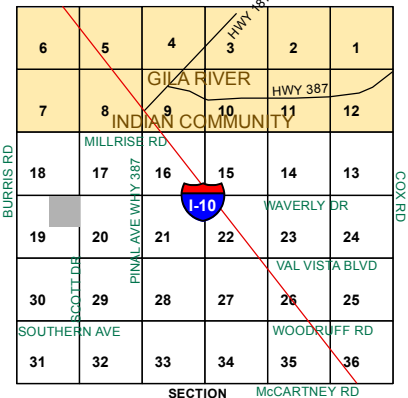 HWY 187
6 5 4 3 2 1
GILA RIVER
HWY 387
7 8 9 10 11 12
INDIAN COMMUNITY
MILLRISE RD
BURRIS RD
18 17 16 15 14 13
PINAL AVE WHY 387
I-10
WAVERLY DR
COX RD
19 20 21 22 23 24
SCOTT DR
VAL VISTA BLVD
30 29 28 27 26 25
SOUTHERN AVE
WOODRUFF RD
31 32 33 34 35 36
SECTION
McCARTNEY RD